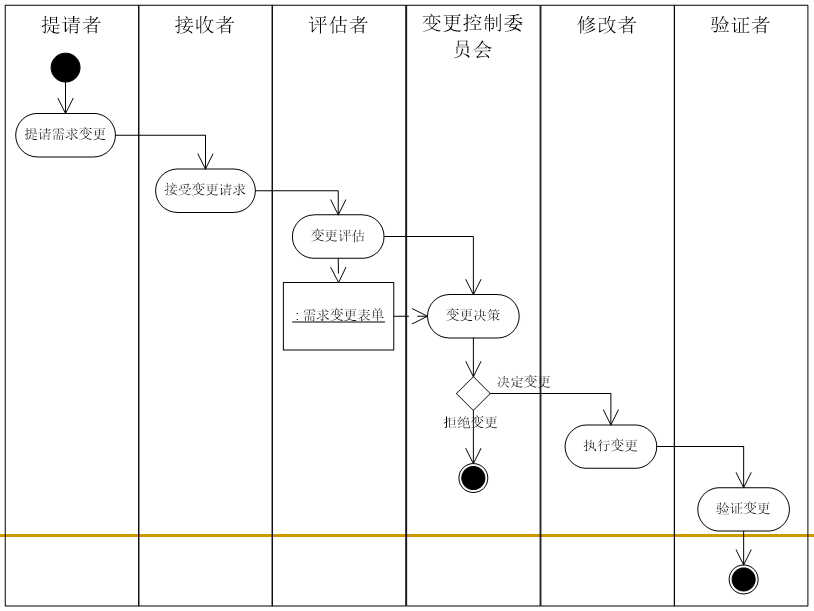 提请者
接收者
评估者
变更控制委
员会
修改者
验证者
提请需求变更
接受变更请求
变更评估
: 需求变更表单
变更决策
决定变更
拒绝变更
执行变更
验证变更